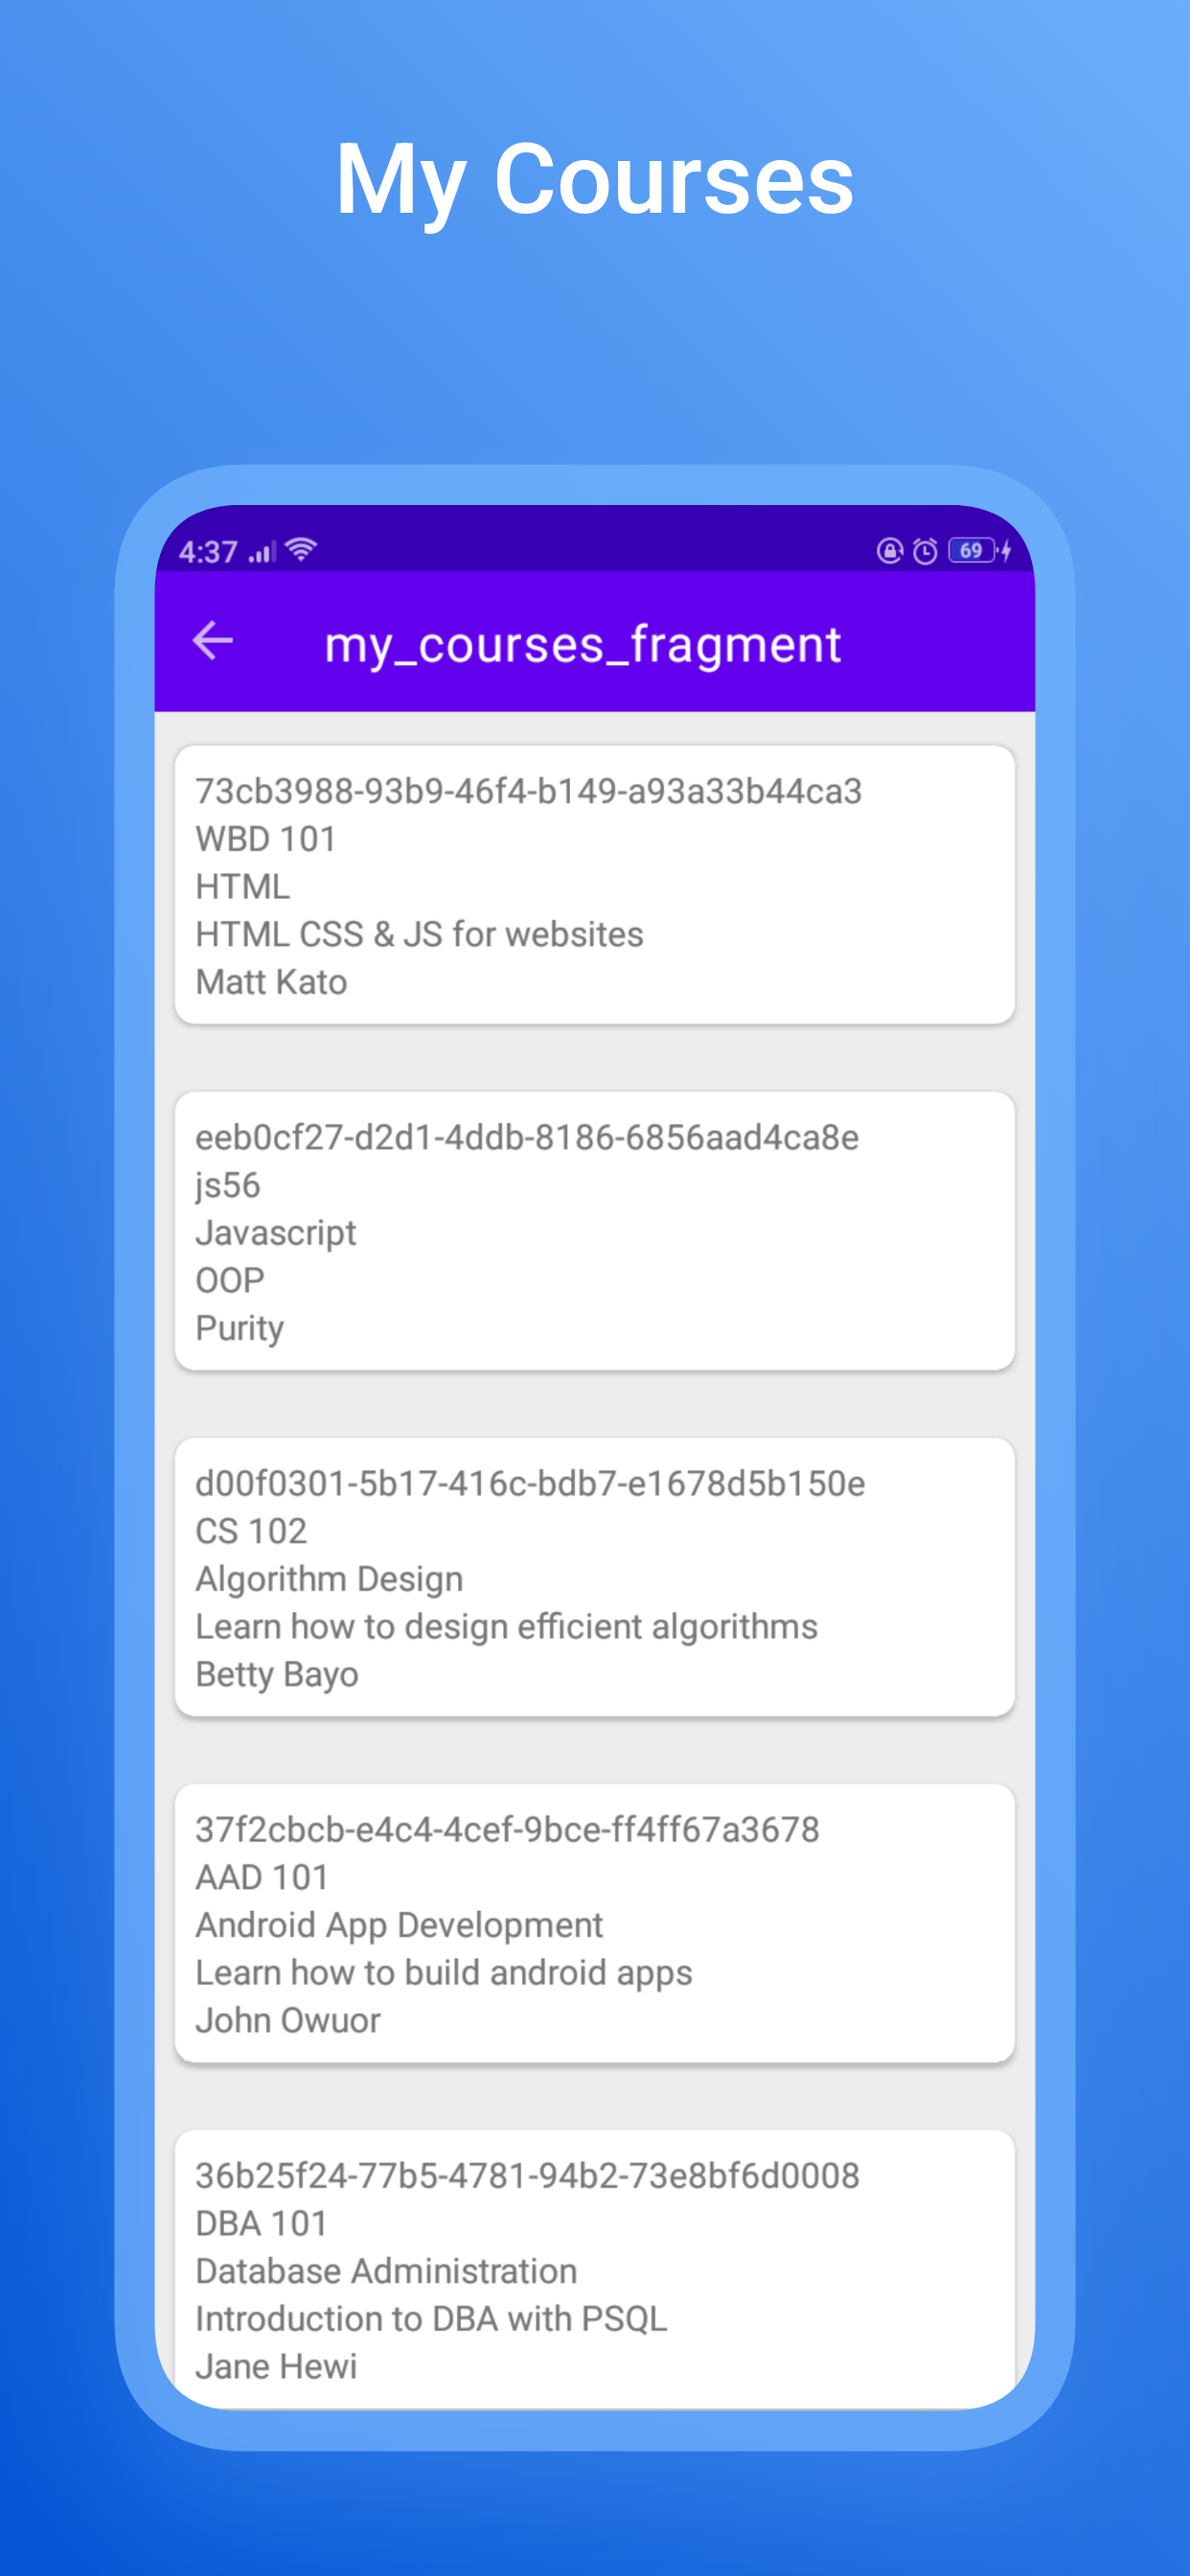 My Courses
4:37 69
my_courses_fragment
73cb3988-93b9-46f4-b149-a93a33b44ca3
WBD 101
HTML
HTML CSS & JS for websites
Matt Kato
eeb0cf27-d2d1-4ddb-8186-6856aad4ca8e
js56
Javascript
OOP
Purity
d00f0301-5b17-416c-bdb7-e1678d5b150e
CS 102
Algorithm Design
Learn how to design efficient algorithms
Betty Bayo
37f2cbcb-e4c4-4cef-9bce-ff4ff67a3678
AAD 101
Android App Development
Learn how to build android apps
John Owuor
36b25f24-77b5-4781-94b2-73e8bf6d0008
DBA 101
Database Administration
Introduction to DBA with PSQL
Jane Hewi